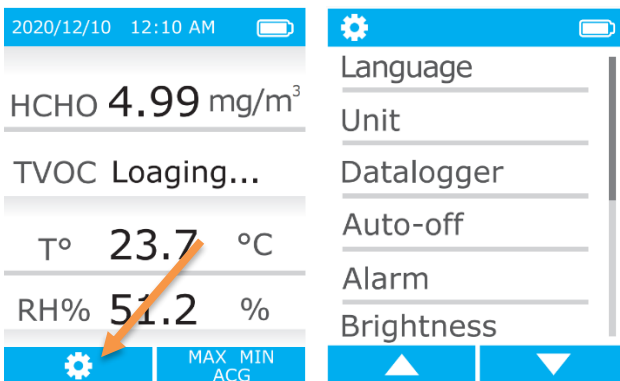 2020/12/10 12:10 AM
HCHO 4.99 mg/m³
TVOC Loaging...
T° 23.7 °C
RH% 51.2 %
MAX MIN
ACG
Language
Unit
Datalogger
Auto-off
Alarm
Brightness